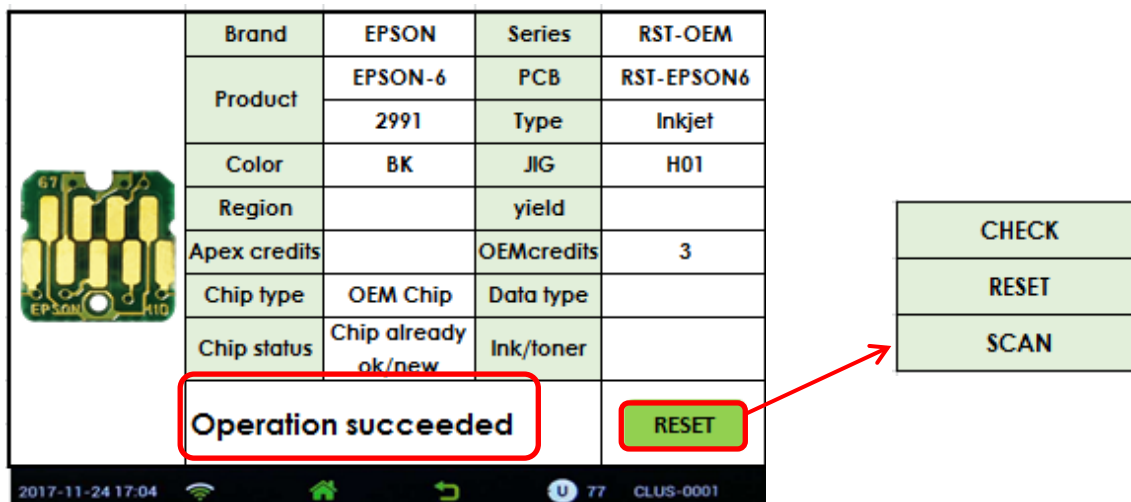 Brand EPSON Series RST-OEM
Product EPSON-6 PCB RST-EPSON6
2991 Type Inkjet
Color BK JIG H01
Region yield
Apex credits OEMcredits 3
Chip type OEM Chip Data type
Chip status Chip already ok/new Ink/toner
Operation succeeded RESET
67
EPSON H10
2017-11-24 17:04 U 77 CLUS-0001
CHECK
RESET
SCAN